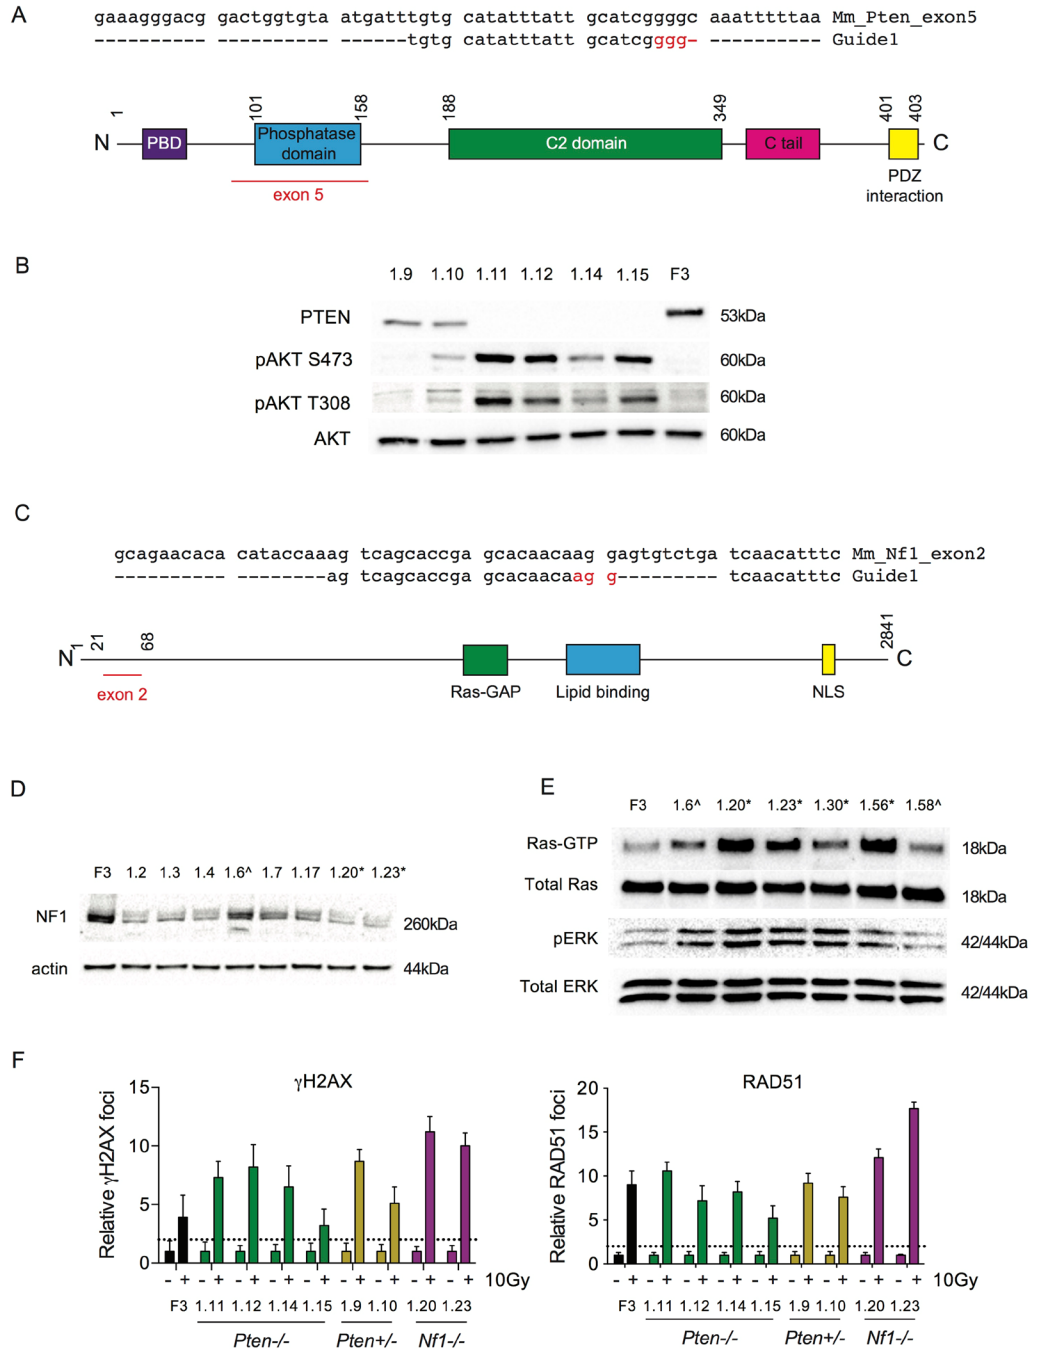 A
gaaagggacg gactggtgta atgatttgtg catatttatt gcatcggggc aaatttttaa Mm_Pten_exon5
---------- ---------- ------tgtg catatttatt gcatcgggg- ---------- Guide1
1 101 158 188 349 401 403
N PBD Phosphatase domain C2 domain C tail C
exon 5 PDZ interaction
B
1.9 1.10 1.11 1.12 1.14 1.15 F3
PTEN 53kDa
pAKT S473 60kDa
pAKT T308 60kDa
AKT 60kDa
C
gcagaacaca cataccaaag tcagcaccga gcacaacaag gagtgtctga tcaacatttc Mm_Nf1_exon2
---------- --------ag tcagcaccga gcacaacaag g--------- tcaacatttc Guide1
1 21 68 2841
N C
exon 2 Ras-GAP Lipid binding NLS
D
F3 1.2 1.3 1.4 1.6^ 1.7 1.17 1.20* 1.23*
NF1 260kDa
actin 44kDa
E
F3 1.6^ 1.20* 1.23* 1.30* 1.56* 1.58^
Ras-GTP 18kDa
Total Ras 18kDa
pERK 42/44kDa
Total ERK 42/44kDa
F
γH2AX
Relative γH2AX foci
15
10
5
0
- + - + - + - + - + - + - + - + - + 10Gy
F3 1.11 1.12 1.14 1.15 1.9 1.10 1.20 1.23
Pten-/- Pten+/- Nf1-/-
RAD51
Relative RAD51 foci
20
15
10
5
0
- + - + - + - + - + - + - + - + - + 10Gy
F3 1.11 1.12 1.14 1.15 1.9 1.10 1.20 1.23
Pten-/- Pten+/- Nf1-/-